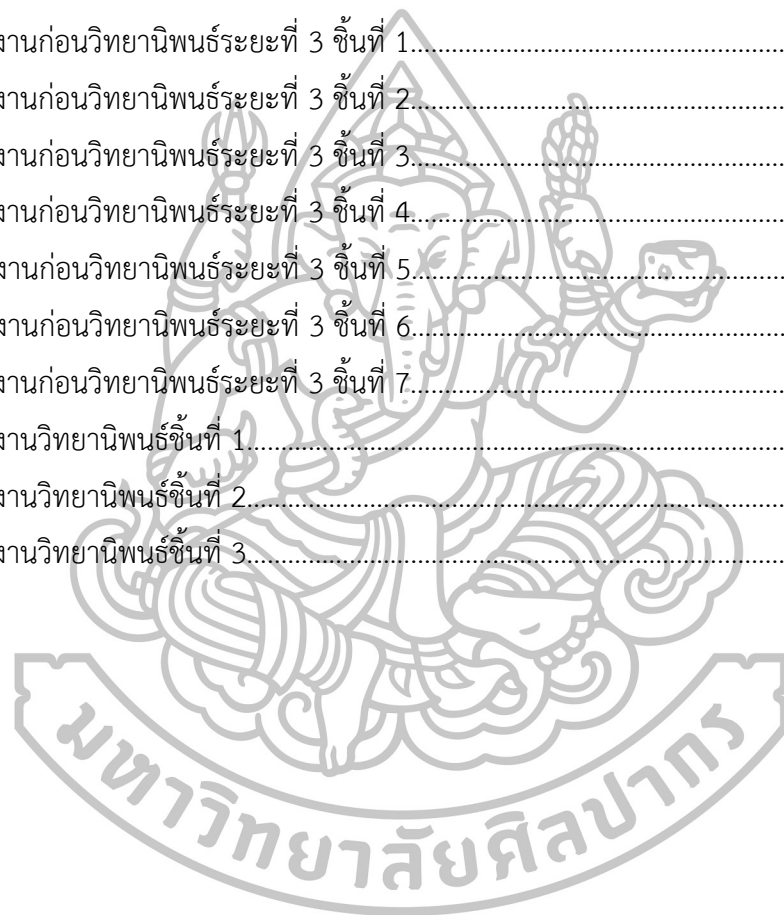 งานก่อนวิทยานิพนธ์ระยะที่ 3 ชิ้นที่ 1
งานก่อนวิทยานิพนธ์ระยะที่ 3 ชิ้นที่ 2
งานก่อนวิทยานิพนธ์ระยะที่ 3 ชิ้นที่ 3
งานก่อนวิทยานิพนธ์ระยะที่ 3 ชิ้นที่ 4
งานก่อนวิทยานิพนธ์ระยะที่ 3 ชิ้นที่ 5
งานก่อนวิทยานิพนธ์ระยะที่ 3 ชิ้นที่ 6
งานก่อนวิทยานิพนธ์ระยะที่ 3 ชิ้นที่ 7
งานวิทยานิพนธ์ชิ้นที่ 1
งานวิทยานิพนธ์ชิ้นที่ 2
งานวิทยานิพนธ์ชิ้นที่ 3
มหาวิทยาลัยศิลปากร